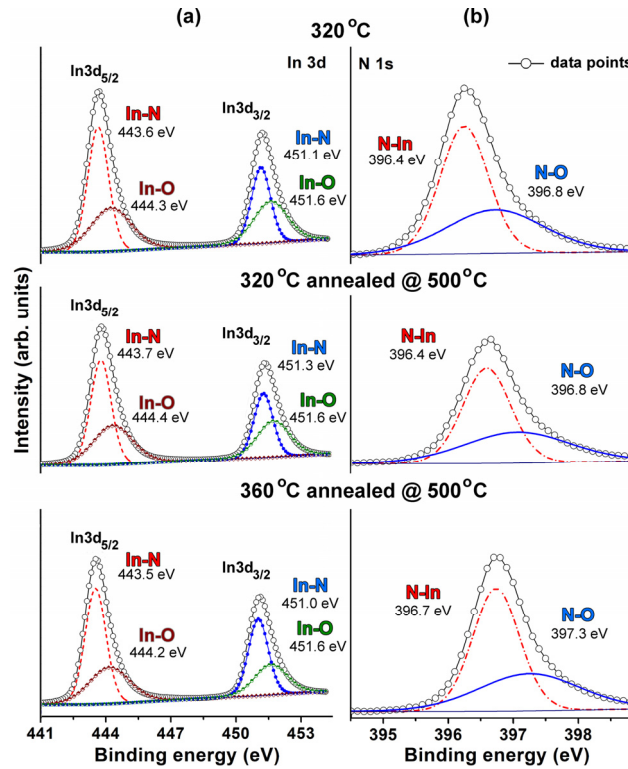 (a)
(b)
320°C
In3d5/2
In 3d
In-N
443.6 eV
In-O
444.3 eV
In3d3/2
In-N
451.1 eV
In-O
451.6 eV
N 1s
data points
N-In
396.4 eV
N-O
396.8 eV
320°C annealed @ 500°C
In3d5/2
In-N
443.7 eV
In-O
444.4 eV
In3d3/2
In-N
451.3 eV
In-O
451.6 eV
N-In
396.4 eV
N-O
396.8 eV
360°C annealed @ 500°C
In3d5/2
In-N
443.5 eV
In-O
444.2 eV
In3d3/2
In-N
451.0 eV
In-O
451.6 eV
N-In
396.7 eV
N-O
397.3 eV
Intensity (arb. units)
441 444 447 450 453
395 396 397 398
Binding energy (eV)
Binding energy (eV)